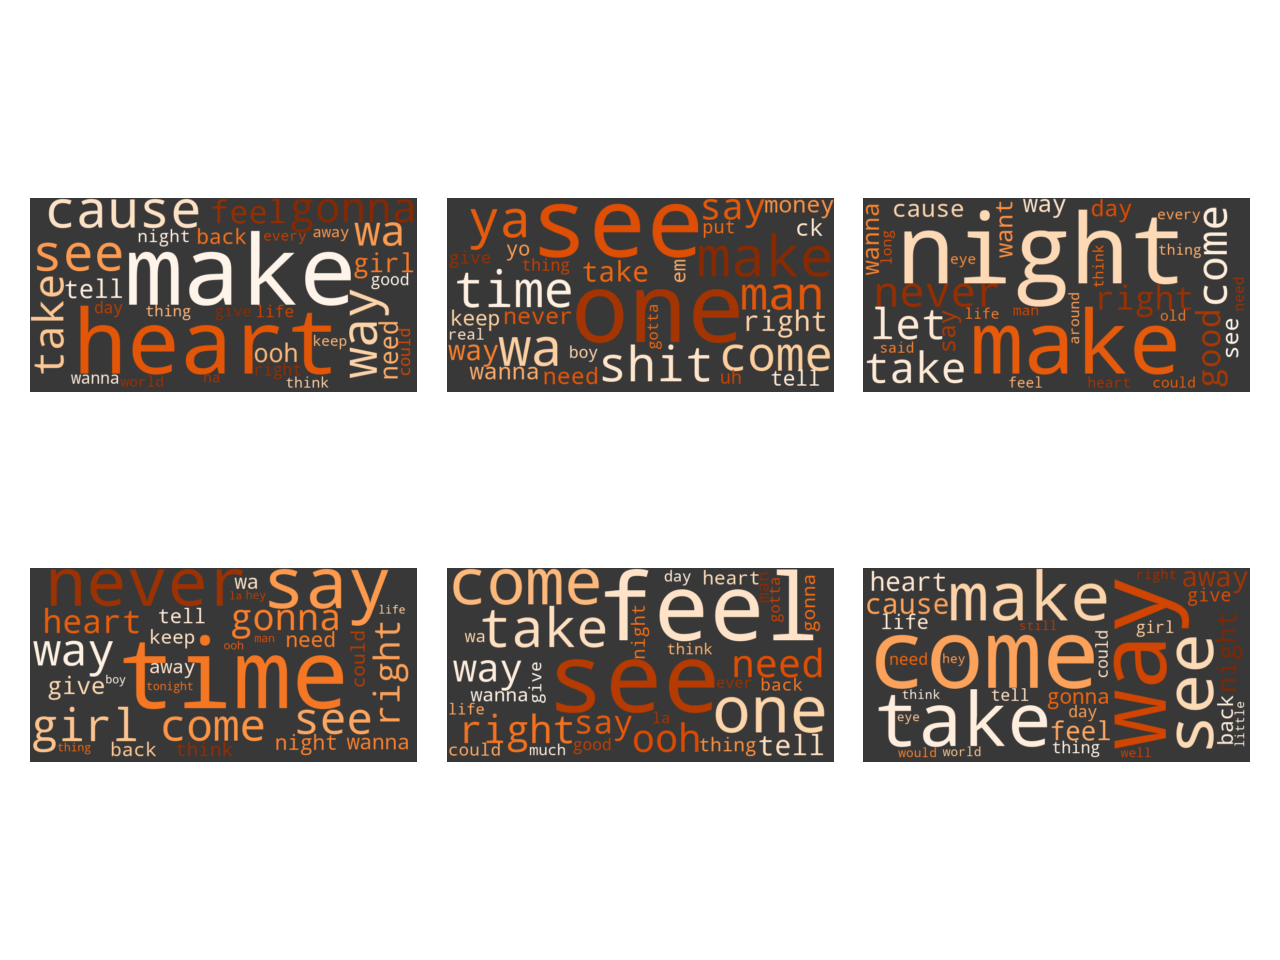 cause feel gonna
night back every away wa
see make girl
tell good
take day thing give life way
heart ooh keep need could
wanna world na right think
ya see say money
yo put ck
give thing take em make
time one man
keep never gotta right
real
way wa boy shit come
wanna need uh tell
wanna cause night want way day every
long eye think thing come
never life man around right need
let say make old good see
said
take feel heart could
never wa say
la hey life
heart tell gonna
keep ooh man need could right
way time
away
give boy tonight
girl come see
thing back think night wanna
come feel day heart man gotta gonna
wa take night
think
way give see need
wanna ever back
life one
right say la
could much good ooh thing tell
heart make way right away
cause give
life still girl
come could see night
need hey
think tell gonna back little
take eye day
feel
thing
would world well